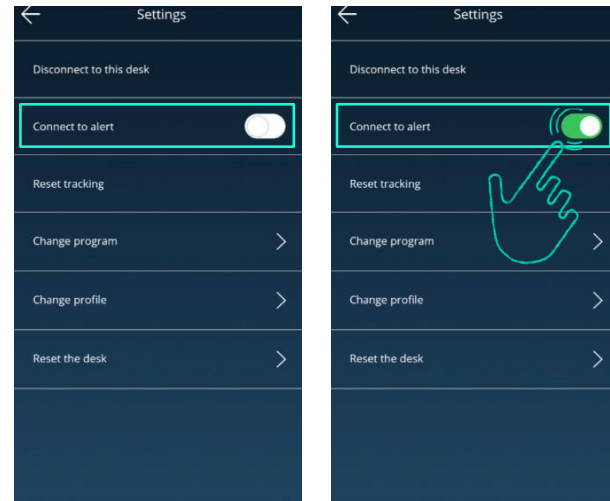 Settings
Disconnect to this desk
Connect to alert
Reset tracking
Change program
Change profile
Reset the desk
Settings
Disconnect to this desk
Connect to alert
Reset tracking
Change program
Change profile
Reset the desk